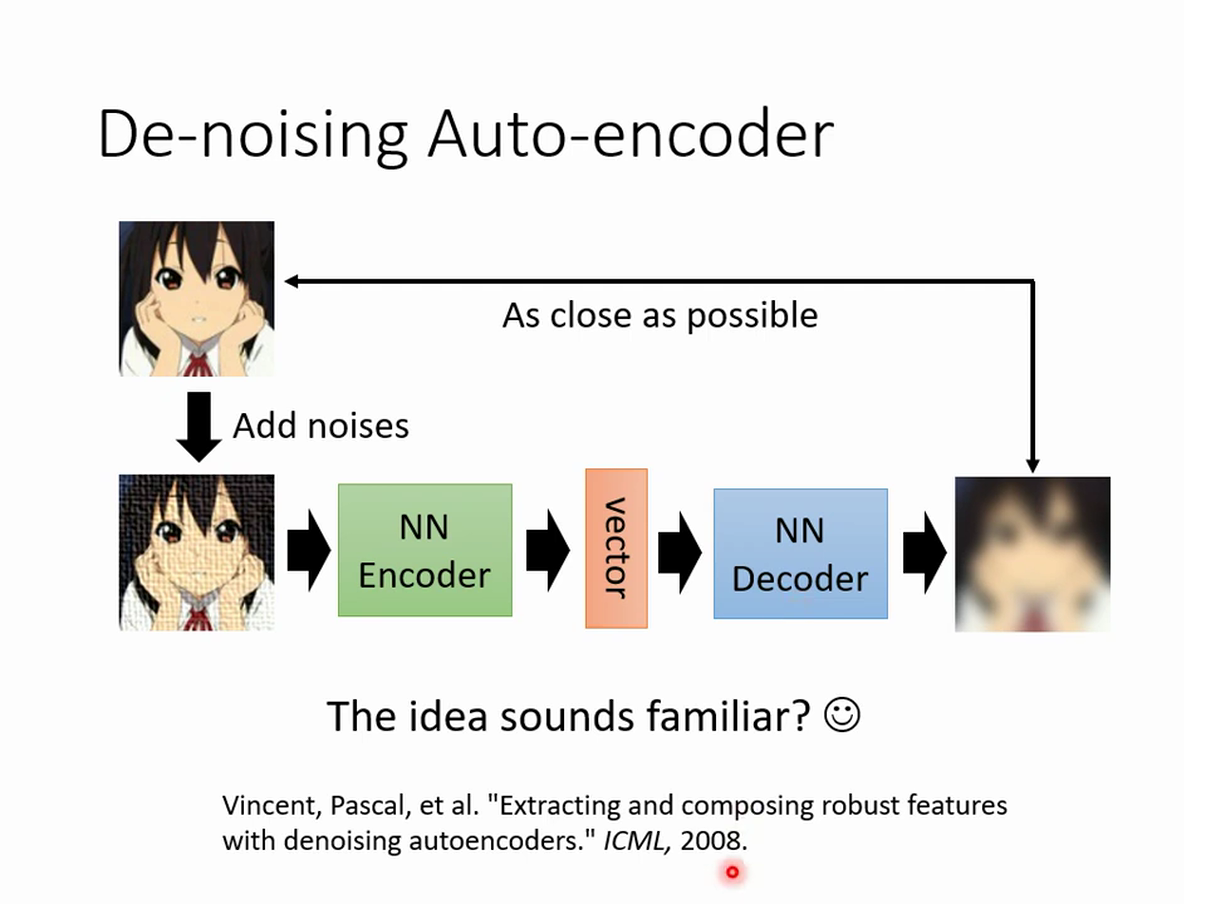 De-noising Auto-encoder
As close as possible
Add noises
NN
Encoder
vector
NN
Decoder
The idea sounds familiar? ☺
Vincent, Pascal, et al. "Extracting and composing robust features
with denoising autoencoders." ICML, 2008.